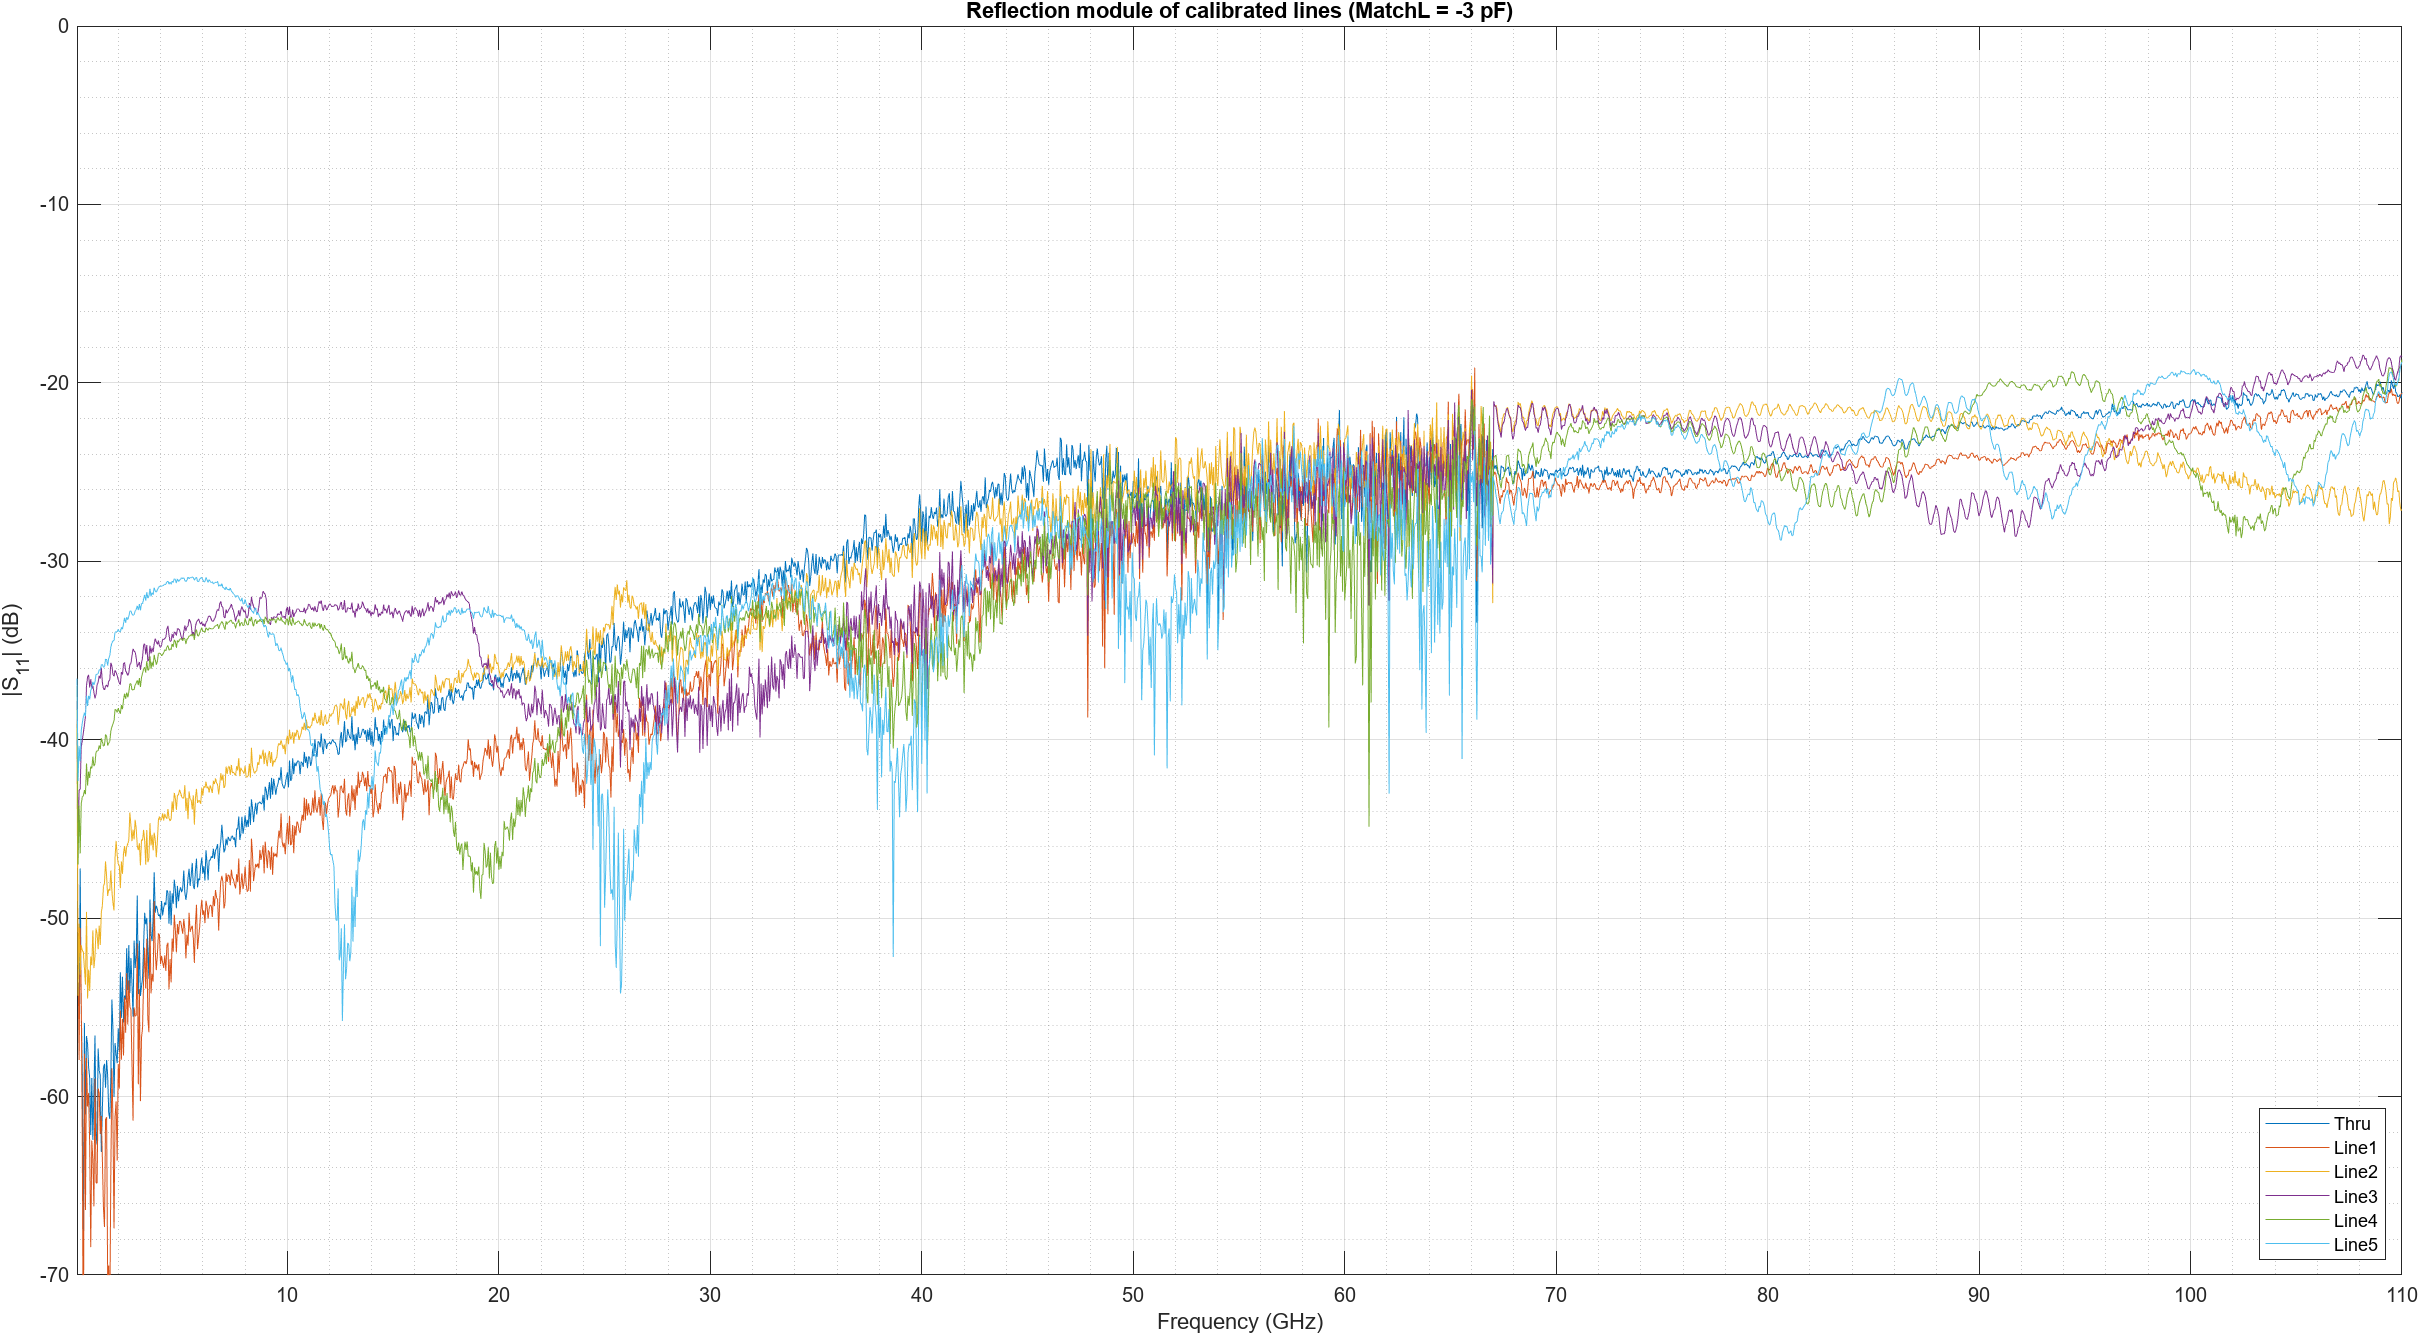 Reflection module of calibrated lines (MatchL = -3 pF)
0
-10
-20
-30
-40
-50
-60
-70
|S11| (dB)
10 20 30 40 50 60 70 80 90 100 110
Frequency (GHz)
Thru
Line1
Line2
Line3
Line4
Line5